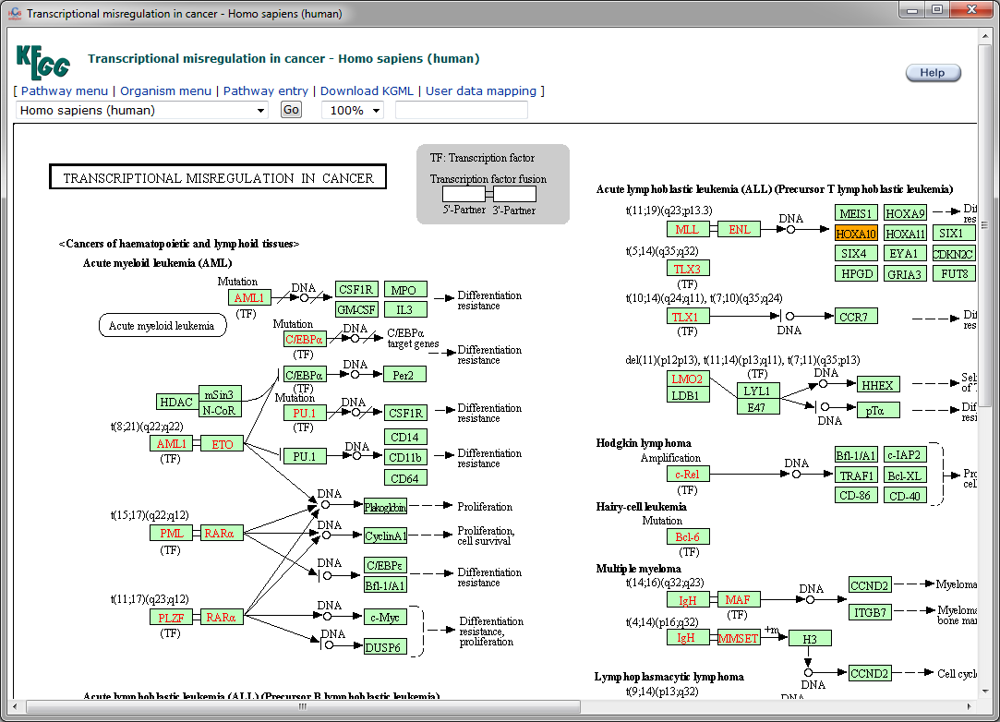 Transcriptional misregulation in cancer - Homo sapiens (human)
KEGG
Transcriptional misregulation in cancer - Homo sapiens (human)
Help
[ Pathway menu | Organism menu | Pathway entry | Download KGML | User data mapping ]
Homo sapiens (human)
Go
100%
TRANSCRIPTIONAL MISREGULATION IN CANCER
TF: Transcription factor
Transcription factor fusion
5'-Partner 3'-Partner
<Cancers of haematopoietic and lymphoid tissues>
Acute myeloid leukemia (AML)
Mutation
AML1
(TF)
DNA
CSF1R MPO
GM-CSF IL3
Differentiation
resistance
Acute myeloid leukemia
Mutation
C/EBPα
(TF)
DNA
C/EBPα
target genes
Differentiation
resistance
C/EBPα
(TF)
DNA
Per2
HDAC mSin3
N-CoR
Mutation
PU.1
(TF)
DNA
CSF1R
Differentiation
resistance
t(8;21)(q22;q22)
AML1 ETO
(TF)
PU.1
DNA
CD14
CD11b
CD64
Differentiation
resistance
DNA
Plakoglobin
Proliferation
t(15;17)(q22;q12)
PML RARα
(TF)
DNA
CyclinA1
Proliferation,
cell survival
DNA
C/EBPε
Bfl-1/A1
Differentiation
resistance
t(11;17)(q23;q12)
PLZF RARα
(TF)
DNA
c-Myc
DNA
DUSP6
Differentiation
resistance,
proliferation
Acute lymphoblastic leukemia (ALL) (Precursor B lymphoblastic leukemia)
Acute lymphoblastic leukemia (ALL) (Precursor T lymphoblastic leukemia)
t(11;19)(q23;p13.3)
MLL ENL
DNA
MEIS1 HOXA9
HOXA10 HOXA11 SIX1
SIX4 EYA1 CDKN2C
HPGD GRIA3 FUT8
Dif
res
t(5;14)(q35;q32)
TLX3
(TF)
t(10;14)(q24;q11), t(7;10)(q35;q24)
TLX1
(TF)
DNA
CCR7
Dif
res
del(11)(p12p13), t(11;14)(p13;q11), t(7;11)(q35;p13)
LMO2
LDB1
(TF)
LYL1
E47
DNA
HHEX
Sel
of
DNA
pTα
Dif
res
Hodgkin lymphoma
Amplification
c-Rel
(TF)
DNA
Bfl-1/A1 c-IAP2
TRAF1 Bcl-XL
CD-86 CD-40
Pro
cel
Hairy-cell leukemia
Mutation
Bcl-6
(TF)
Multiple myeloma
t(14;16)(q32;q23)
IgH MAF
(TF)
DNA
CCND2
Myeloma
ITGB7
Myeloma
bone mar
t(4;14)(p16;q32)
IgH MMSET
+m
H3
DNA
CCND2
Cell cycl
Lymphoplasmacytic lymphoma
t(9;14)(p13;q32)
DNA